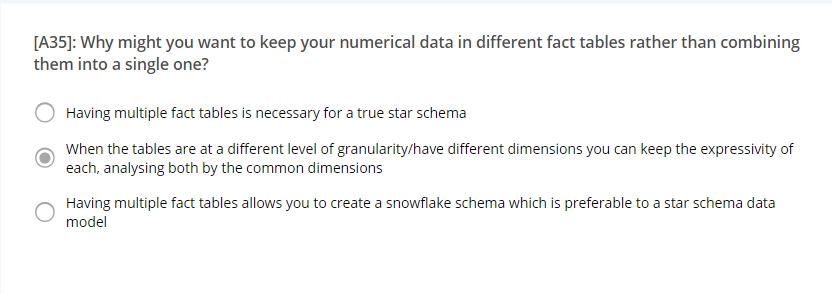 [A35]: Why might you want to keep your numerical data in different fact tables rather than combining
them into a single one?
Having multiple fact tables is necessary for a true star schema
When the tables are at a different level of granularity/have different dimensions you can keep the expressivity of
each, analysing both by the common dimensions
Having multiple fact tables allows you to create a snowflake schema which is preferable to a star schema data
model